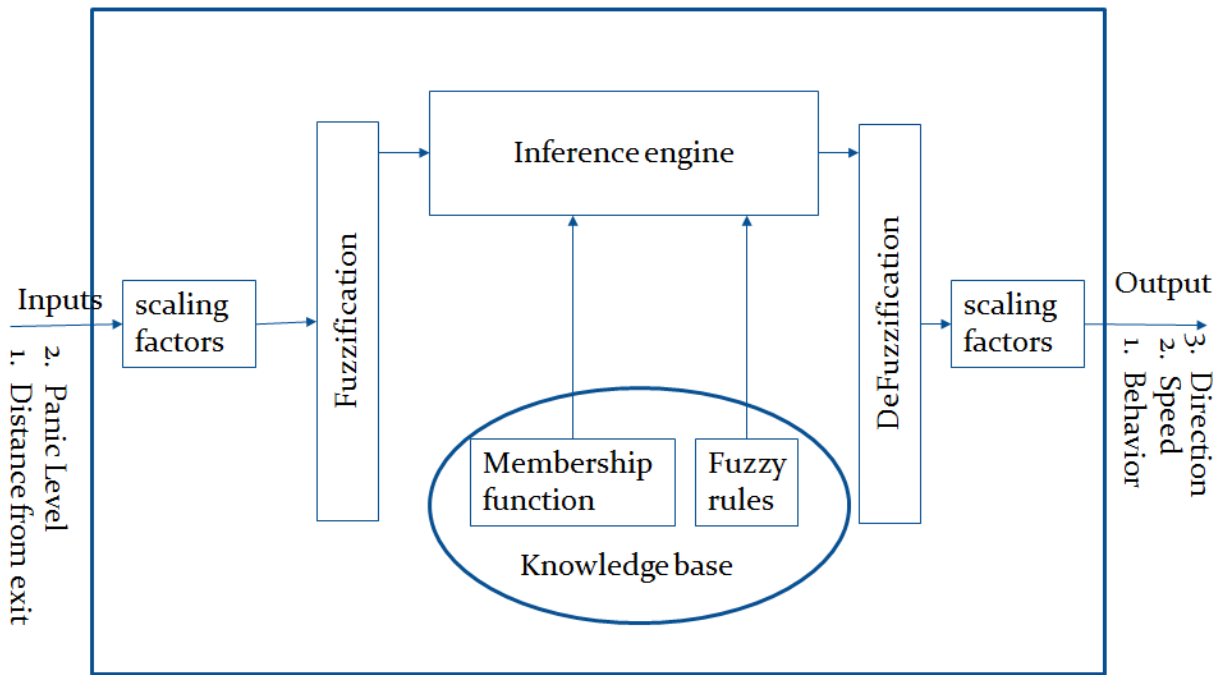 Inputs
1. Distance from exit
2. Panic Level
scaling
factors
Fuzzification
Inference engine
Membership
function
Fuzzy
rules
Knowledge base
DeFuzzification
scaling
factors
Output
1. Behavior
2. Speed
3. Direction